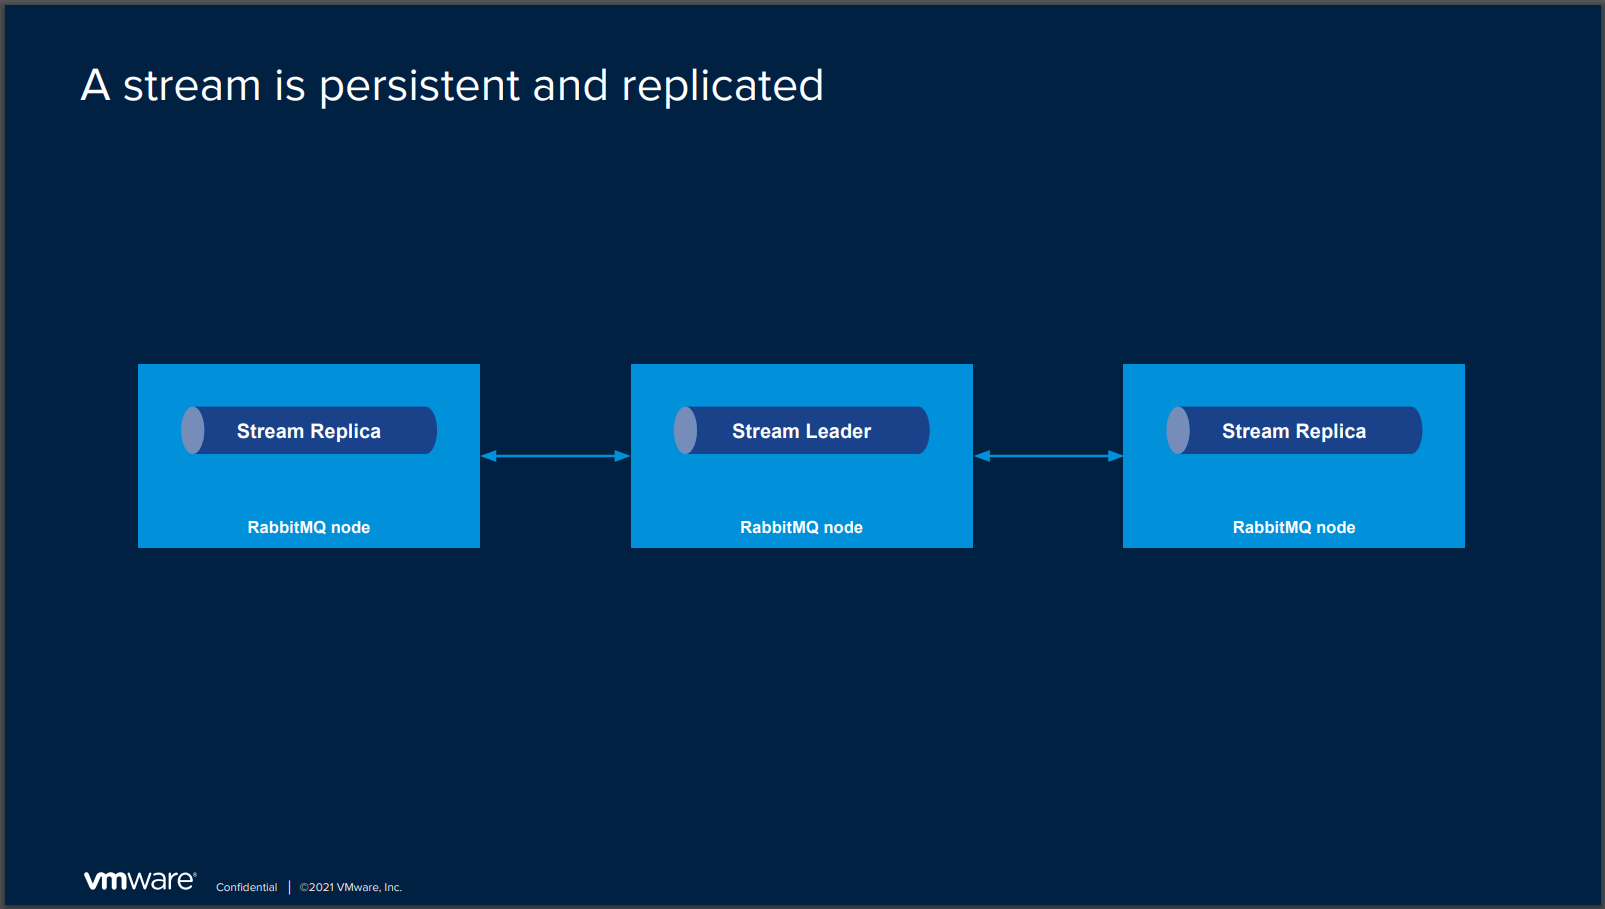 A stream is persistent and replicated
Stream Replica
Stream Leader
Stream Replica
RabbitMQ node
RabbitMQ node
RabbitMQ node
vmware®
Confidential | ©2021 VMware, Inc.